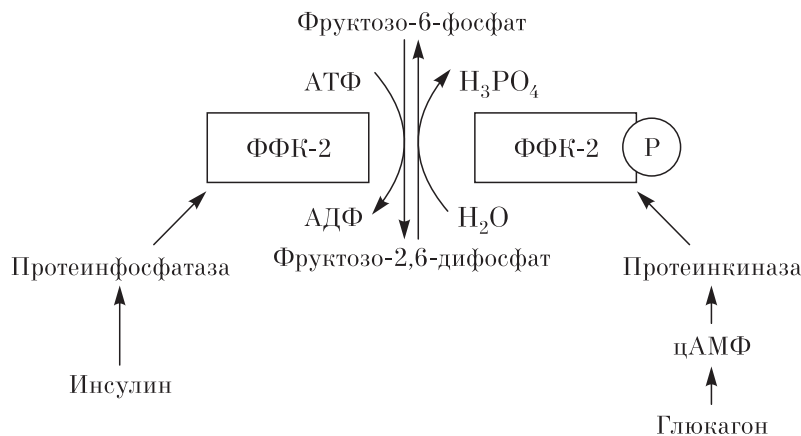 Фруктозо-6-фосфат
АТФ
H₃PO₄
ФФК-2
ФФК-2
P
АДФ
H₂O
Протеинфосфатаза
Фруктозо-2,6-дифосфат
Протеинкиназа
цАМФ
Инсулин
Глюкагон